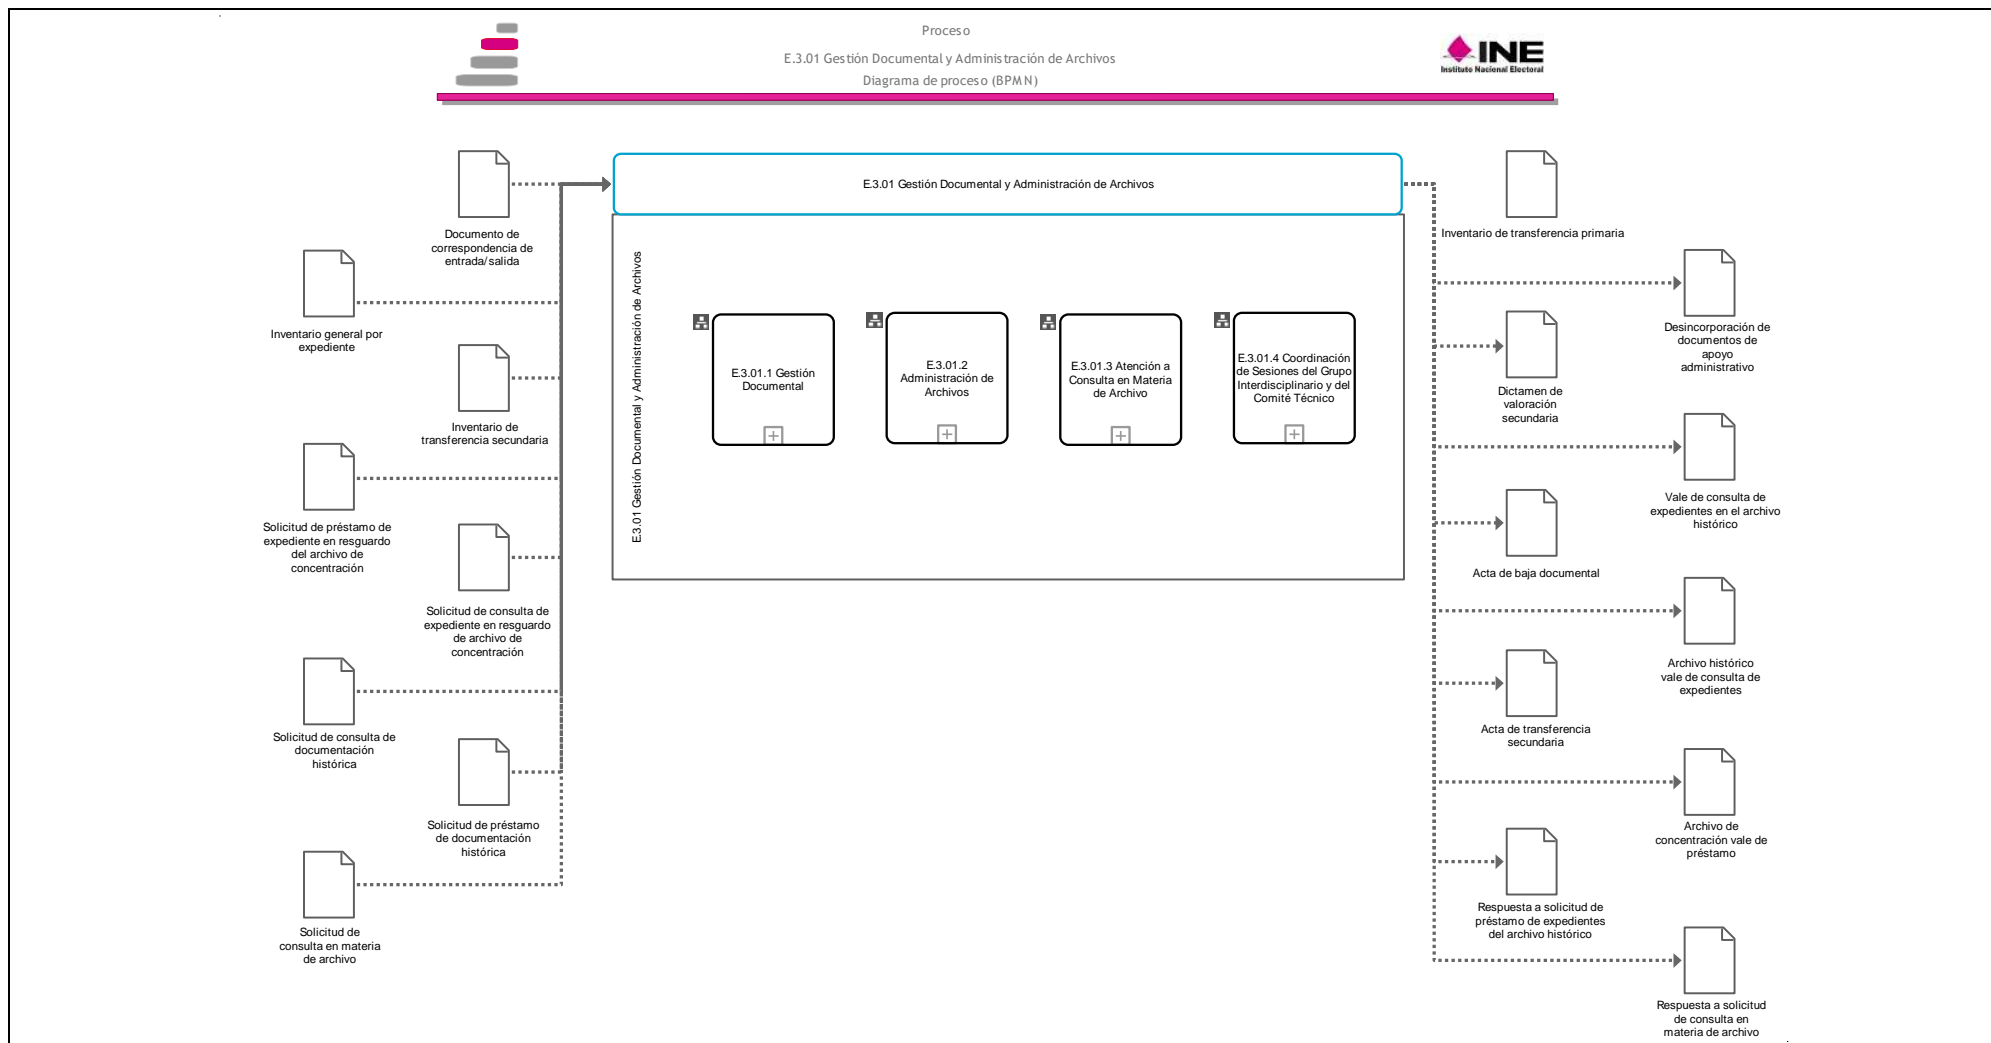 Proceso
E.3.01 Gestión Documental y Administración de Archivos
Diagrama de proceso (BPMN)
INE
Instituto Nacional Electoral
Documento de
correspondencia de
entrada/salida
Inventario general por
expediente
Inventario de
transferencia secundaria
Solicitud de préstamo de
expediente en resguardo
del archivo de
concentración
Solicitud de consulta de
expediente en resguardo
de archivo de
concentración
Solicitud de consulta de
documentación
histórica
Solicitud de préstamo
de documentación
histórica
Solicitud de
consulta en materia
de archivo
E.3.01 Gestión Documental y Administración de Archivos
E.3.01 Gestión Documental y Administración de Archivos
E.3.01.1 Gestión
Documental
E.3.01.2
Administración de
Archivos
E.3.01.3 Atención a
Consulta en Materia
de Archivo
E.3.01.4 Coordinación
de Sesiones del Grupo
Interdisciplinario y del
Comité Técnico
Inventario de transferencia primaria
Desincorporación de
documentos de
apoyo
administrativo
Dictamen de
valoración
secundaria
Vale de consulta de
expedientes en el archivo
histórico
Acta de baja documental
Archivo histórico
vale de consulta de
expedientes
Acta de transferencia
secundaria
Archivo de
concentración vale de
préstamo
Respuesta a solicitud de
préstamo de expedientes
del archivo histórico
Respuesta a solicitud
de consulta en
materia de archivo